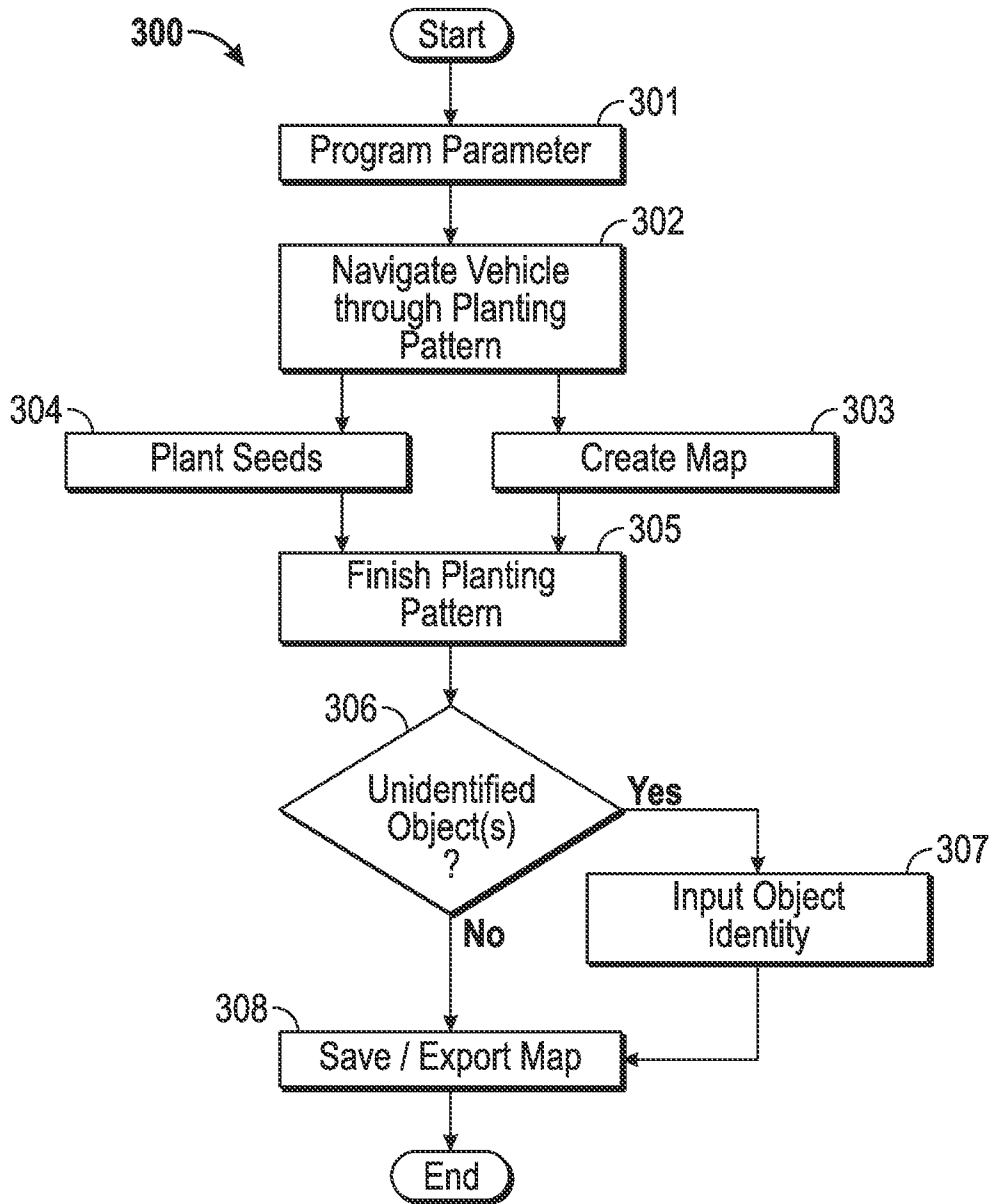 300
Start
301
Program Parameter
302
Navigate Vehicle
through Planting
Pattern
304
303
Plant Seeds
Create Map
305
Finish Planting
Pattern
306
Unidentified
Object(s)
?
Yes
307
Input Object
Identity
No
308
Save / Export Map
End